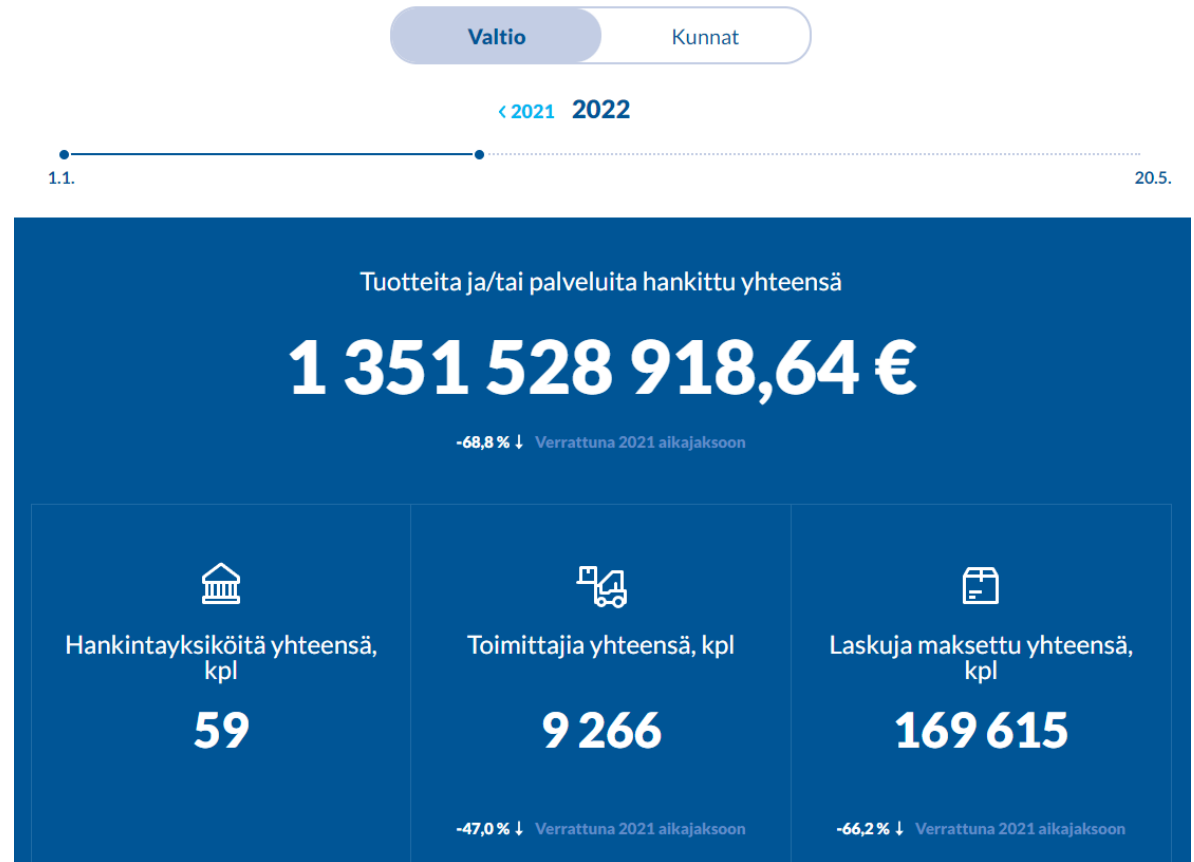 Valtio Kunnat
< 2021 2022
1.1. 20.5.
Tuotteita ja/tai palveluita hankittu yhteensä
1 351 528 918,64 €
-68,8 % ↓ Verrattuna 2021 aikajaksoon
Hankintayksiköitä yhteensä,
kpl
59
Toimittajia yhteensä, kpl
9 266
-47,0 % ↓ Verrattuna 2021 aikajaksoon
Laskuja maksettu yhteensä,
kpl
169 615
-66,2 % ↓ Verrattuna 2021 aikajaksoon